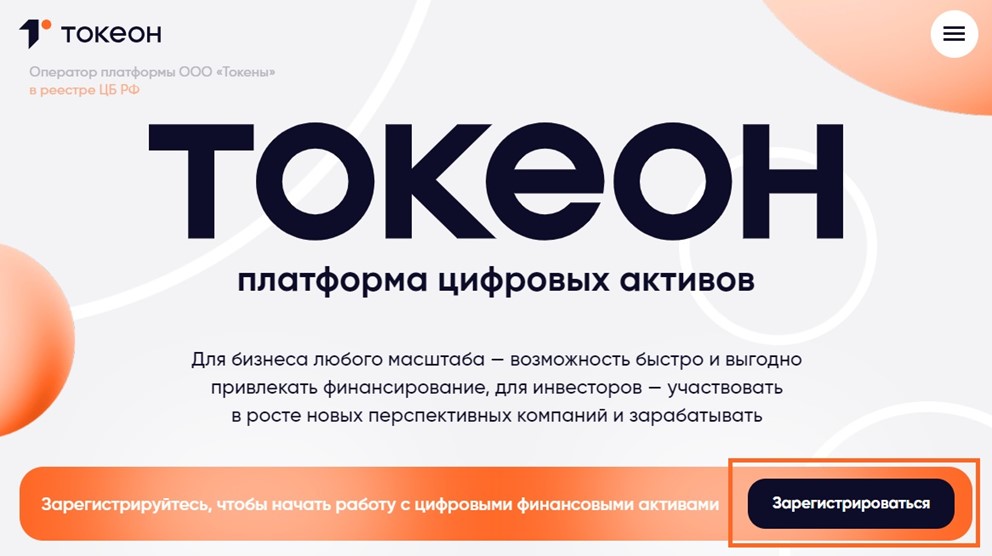 токеон
Оператор платформы ООО «Токены»
в реестре ЦБ РФ
токеон
платформа цифровых активов
Для бизнеса любого масштаба — возможность быстро и выгодно
привлекать финансирование, для инвесторов — участвовать
в росте новых перспективных компаний и зарабатывать
Зарегистрируйтесь, чтобы начать работу с цифровыми финансовыми активами
Зарегистрироваться